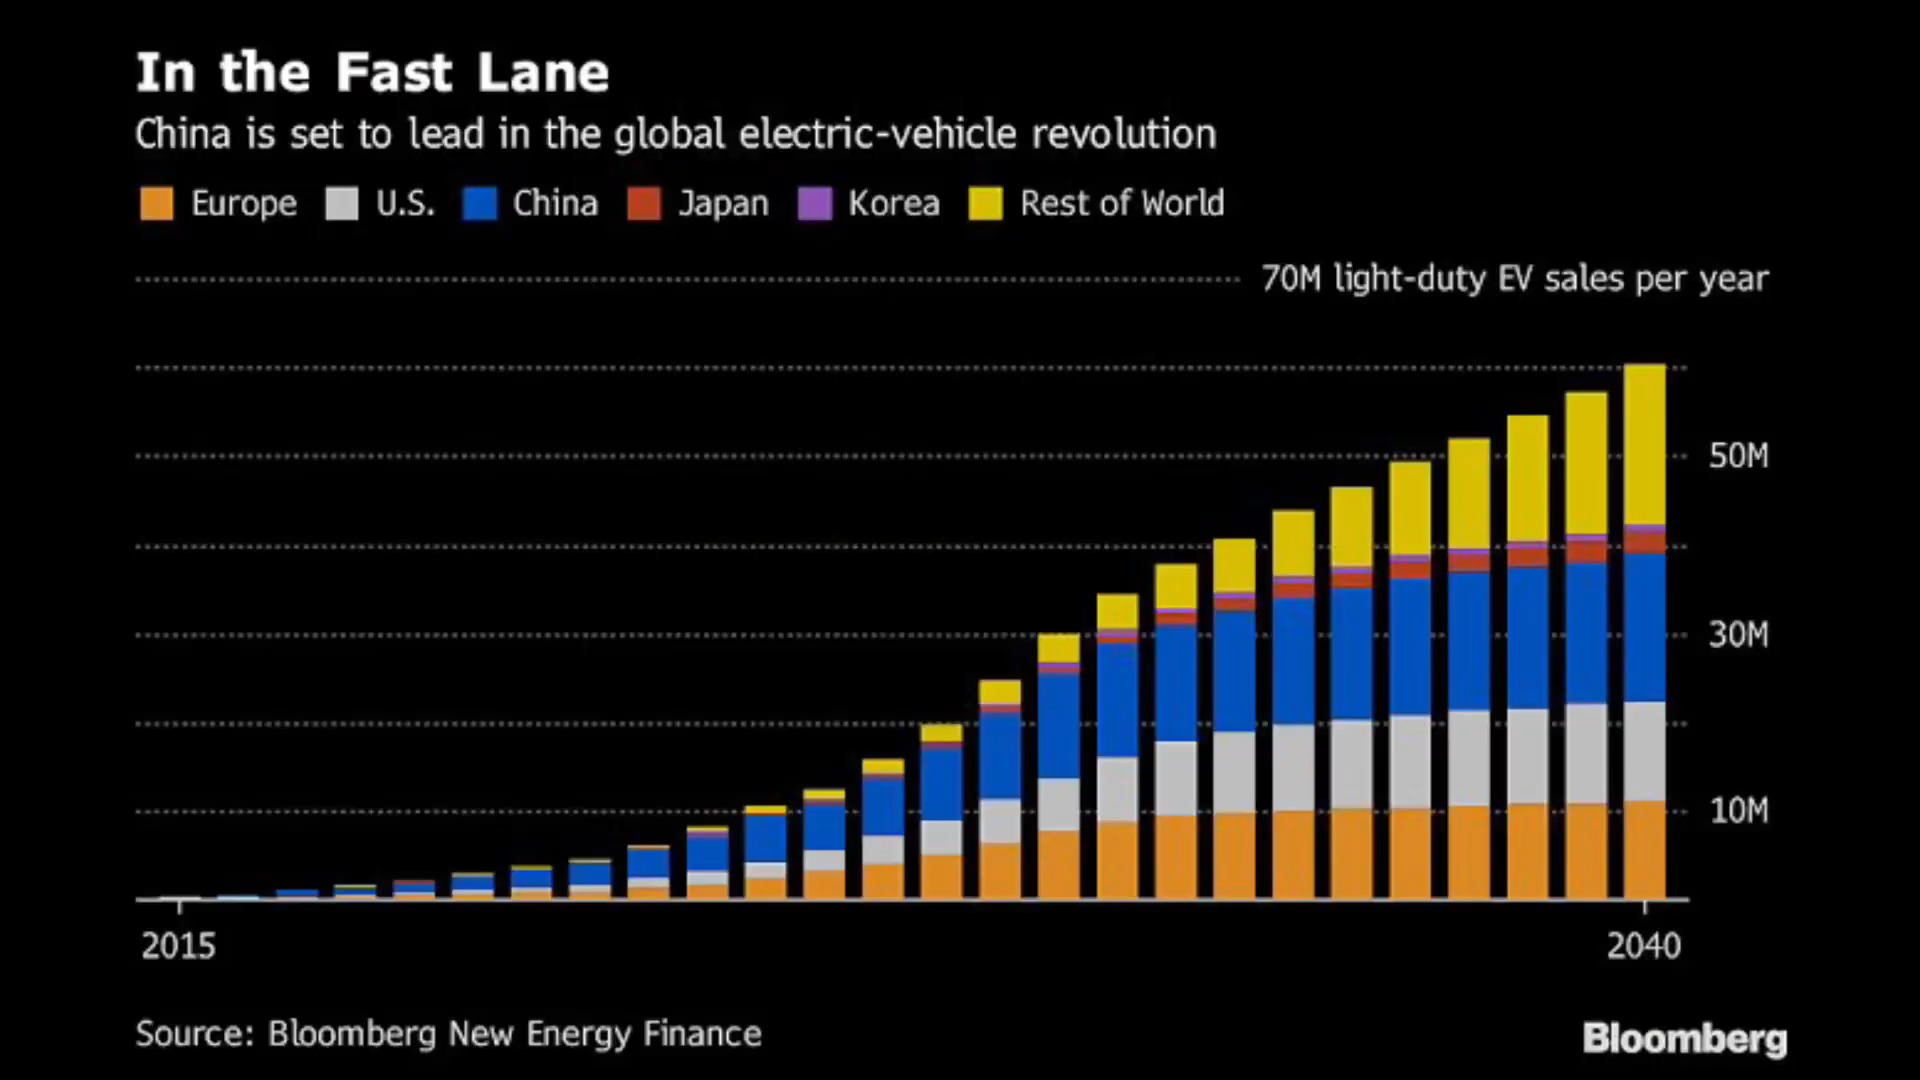 In the Fast Lane
China is set to lead in the global electric-vehicle revolution
Europe U.S. China Japan Korea Rest of World
70M light-duty EV sales per year
50M
30M
10M
2015 2040
Source: Bloomberg New Energy Finance
Bloomberg